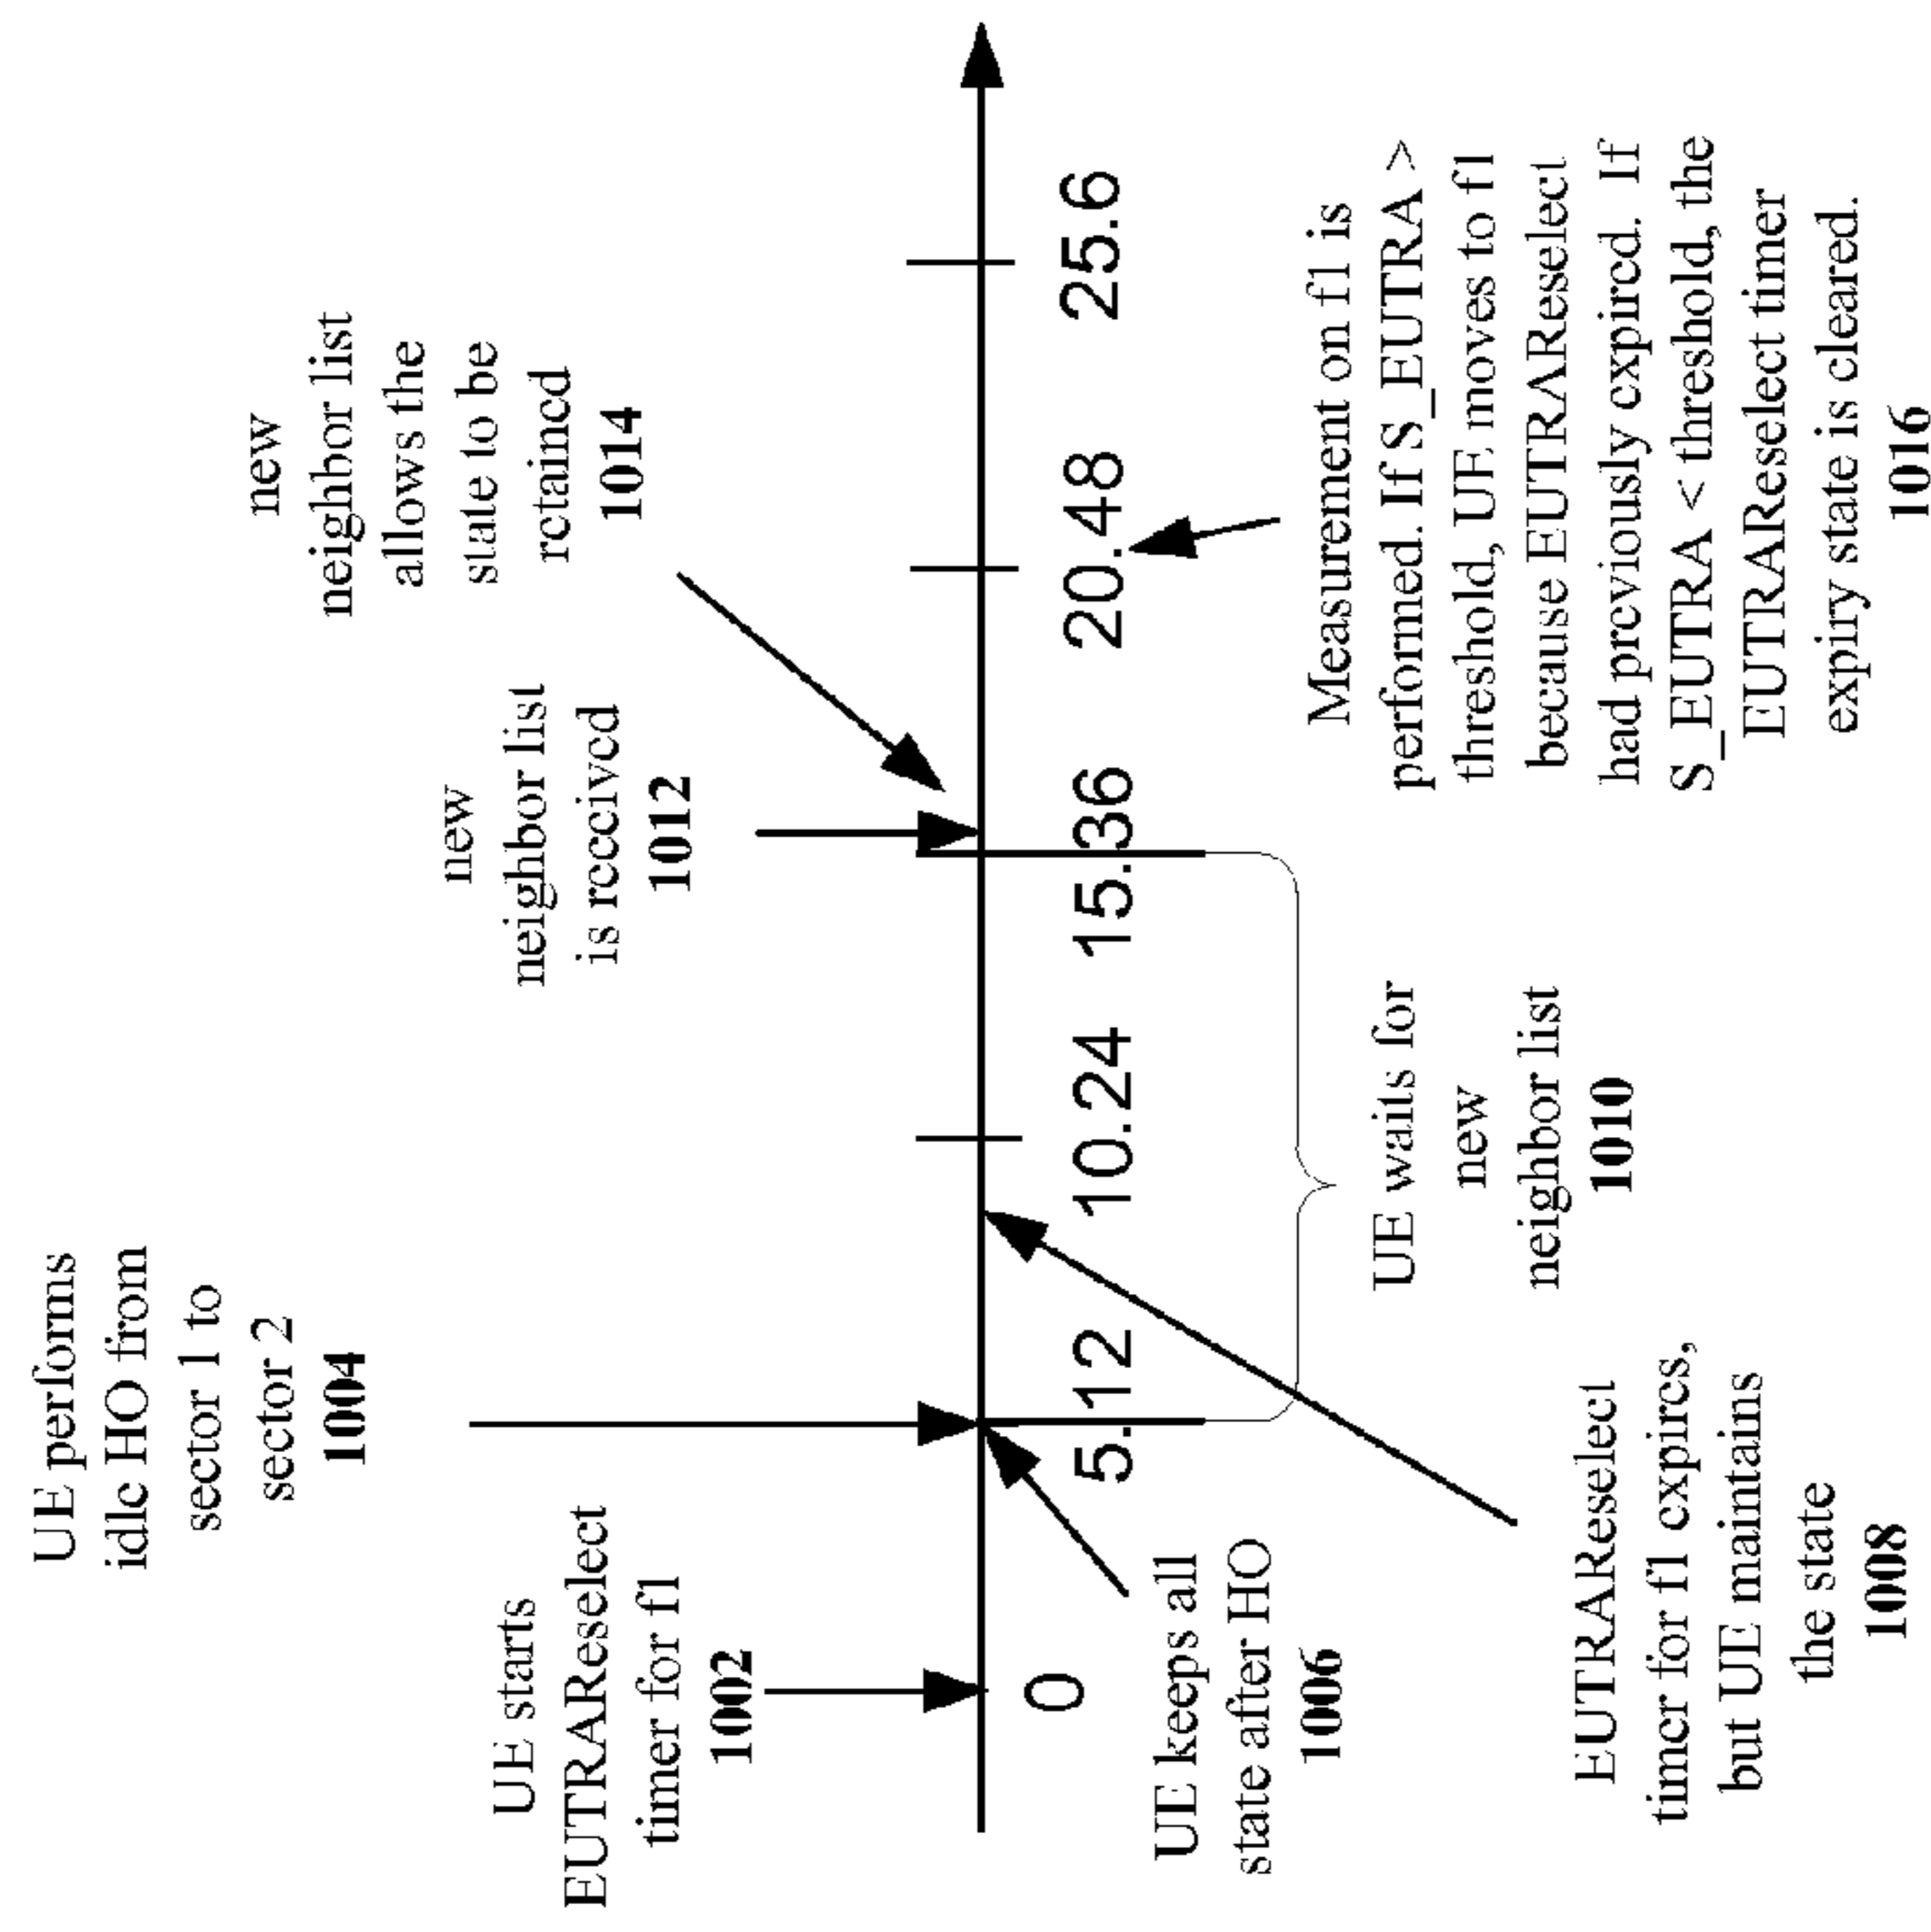 UE performs
idle HO from
sector 1 to
sector 2
1004
UE starts
EUTRAReselect
timer for f1
1002
new
neighbor list
is received
1012
new
neighbor list
allows the
state to be
retained
1014
0
5.12
10.24
15.36
20.48
25.6
UE keeps all
state after HO
1006
EUTRAReselect
timer for f1 expires,
but UE maintains
the state
1008
UE waits for
new
neighbor list
1010
Measurement on f1 is
performed. If S_EUTRA >
threshold, UE moves to f1
because EUTRAReselect
had previously expired. If
S_EUTRA < threshold, the
EUTRAReselect timer
expiry state is cleared.
1016